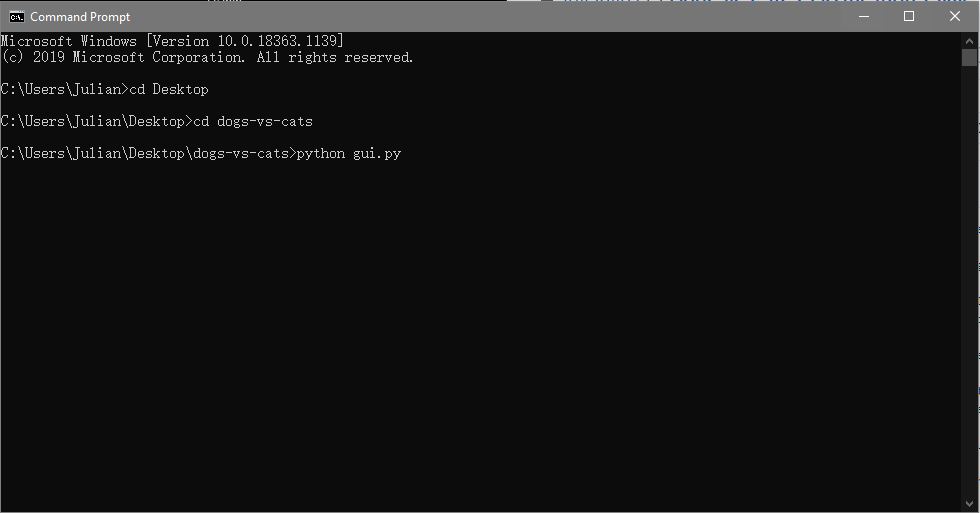 Command Prompt
Microsoft Windows [Version 10.0.18363.1139]
(c) 2019 Microsoft Corporation. All rights reserved.
C:\Users\Julian>cd Desktop
C:\Users\Julian\Desktop>cd dogs-vs-cats
C:\Users\Julian\Desktop\dogs-vs-cats>python gui.py